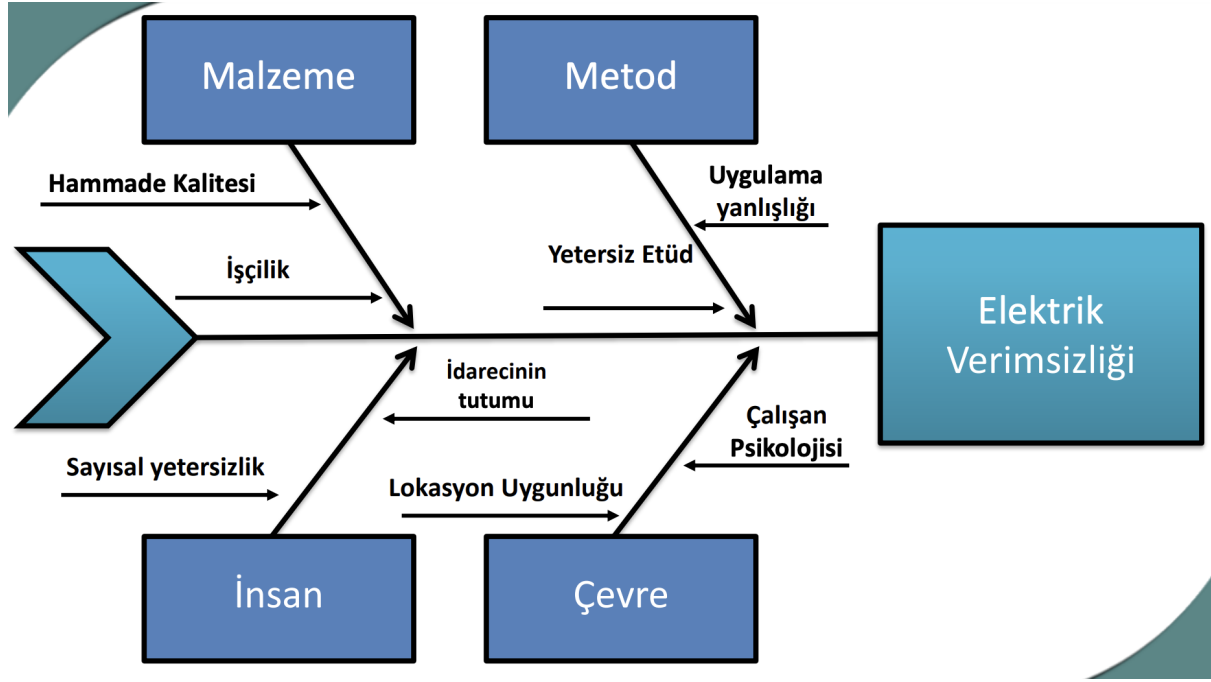 Malzeme
Metod
Hammade Kalitesi
Uygulama
yanlışlığı
Yetersiz Etüd
İşçilik
Elektrik
Verimsizliği
İdarecinin
tutumu
Çalışan
Psikolojisi
Sayısal yetersizlik
Lokasyon Uygunluğu
İnsan
Çevre